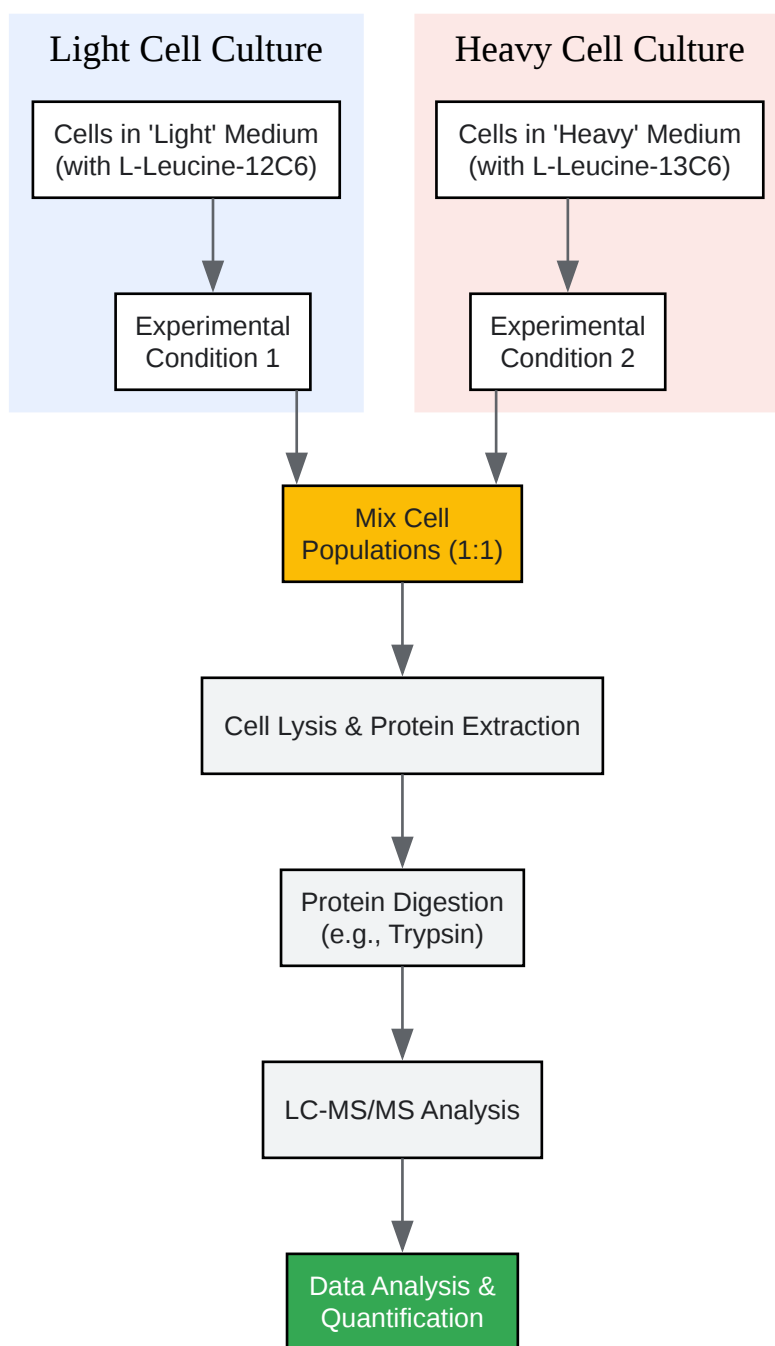 Light Cell Culture
Cells in 'Light' Medium
(with L-Leucine-12C6)
Experimental
Condition 1
Heavy Cell Culture
Cells in 'Heavy' Medium
(with L-Leucine-13C6)
Experimental
Condition 2
Mix Cell
Populations (1:1)
Cell Lysis & Protein Extraction
Protein Digestion
(e.g., Trypsin)
LC-MS/MS Analysis
Data Analysis &
Quantification